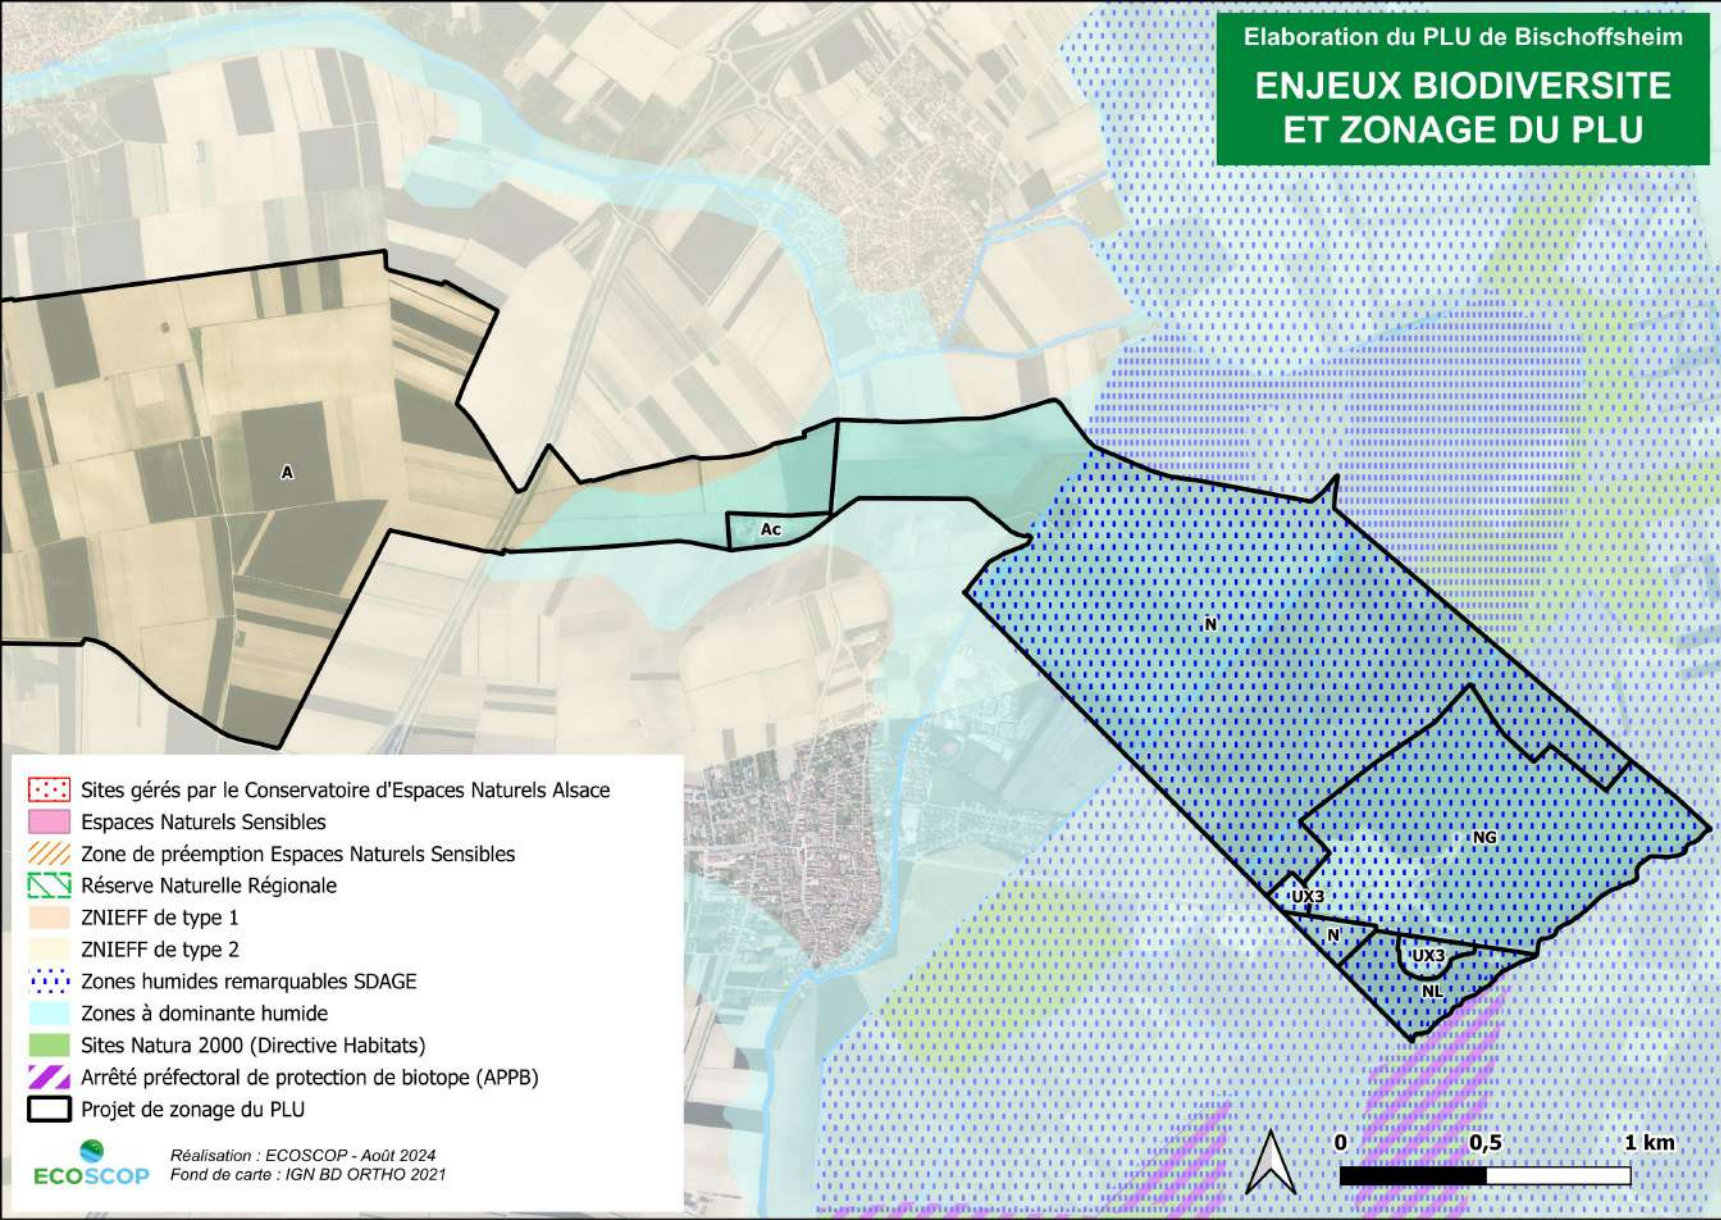 Elaboration du PLU de Bischoffsheim
ENJEUX BIODIVERSITE
ET ZONAGE DU PLU
A
Ac
N
NG
UX3
N
UX3
NL
Sites gérés par le Conservatoire d'Espaces Naturels Alsace
Espaces Naturels Sensibles
Zone de préemption Espaces Naturels Sensibles
Réserve Naturelle Régionale
ZNIEFF de type 1
ZNIEFF de type 2
Zones humides remarquables SDAGE
Zones à dominante humide
Sites Natura 2000 (Directive Habitats)
Arrêté préfectoral de protection de biotope (APPB)
Projet de zonage du PLU
ECOSCOP
Réalisation : ECOSCOP - Août 2024
Fond de carte : IGN BD ORTHO 2021
0 0,5 1 km